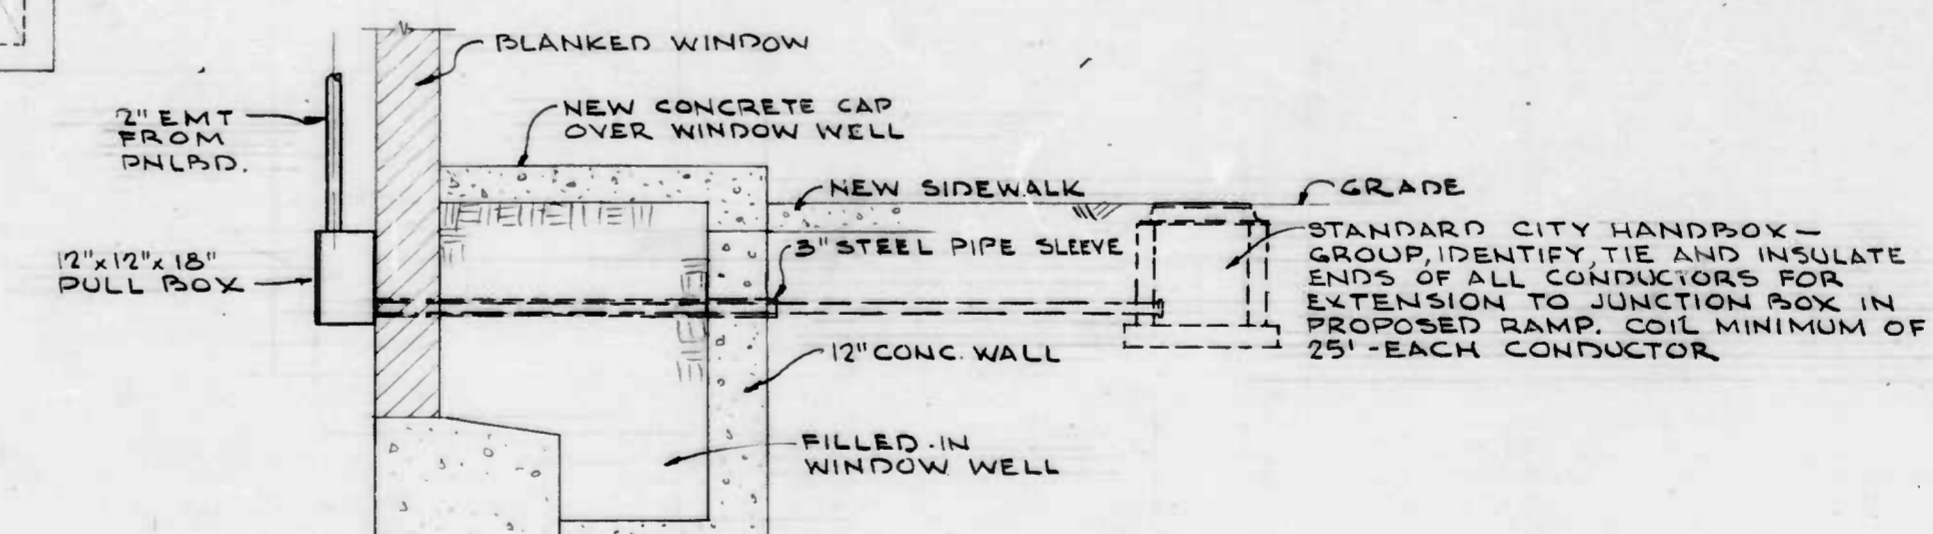 BLANKED WINDOW
2" EMT
FROM
PNLBD.
NEW CONCRETE CAP
OVER WINDOW WELL
NEW SIDEWALK
GRADE
12"x12"x18"
PULL BOX
3" STEEL PIPE SLEEVE
STANDARD CITY HANDBOX—
GROUP, IDENTIFY, TIE AND INSULATE
ENDS OF ALL CONDUCTORS FOR
EXTENSION TO JUNCTION BOX IN
PROPOSED RAMP. COIL MINIMUM OF
25'-EACH CONDUCTOR
12" CONC. WALL
FILLED-IN
WINDOW WELL